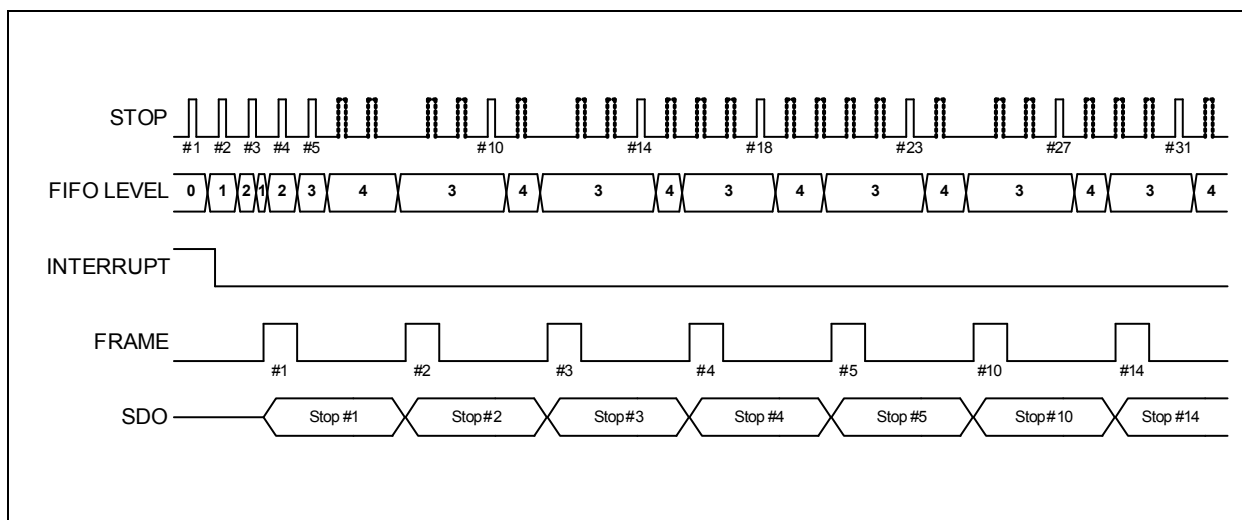 STOP
#1 #2 #3 #4 #5 #10 #14 #18 #23 #27 #31
FIFO LEVEL 0 1 2 1 2 3 4 3 4 3 4 3 4 3 4 3 4 3 4
INTERRUPT
FRAME
#1 #2 #3 #4 #5 #10 #14
SDO Stop #1 Stop #2 Stop #3 Stop #4 Stop #5 Stop #10 Stop #14